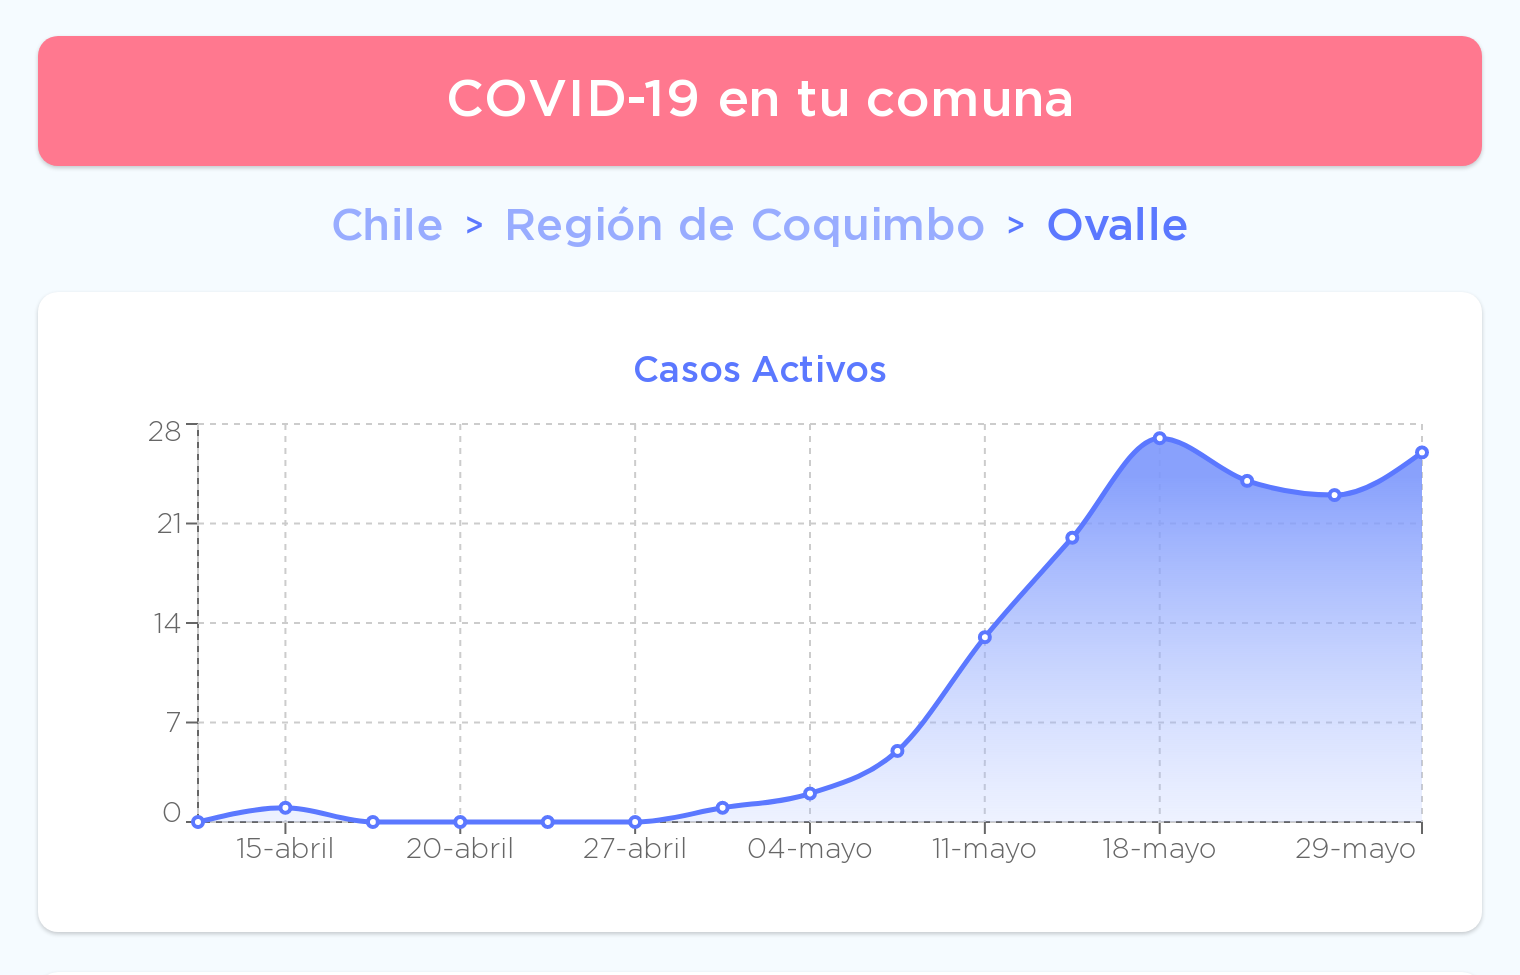 COVID-19 en tu comuna
Chile > Región de Coquimbo > Ovalle
Casos Activos
28
21
14
7
0
15-abril 20-abril 27-abril 04-mayo 11-mayo 18-mayo 29-mayo